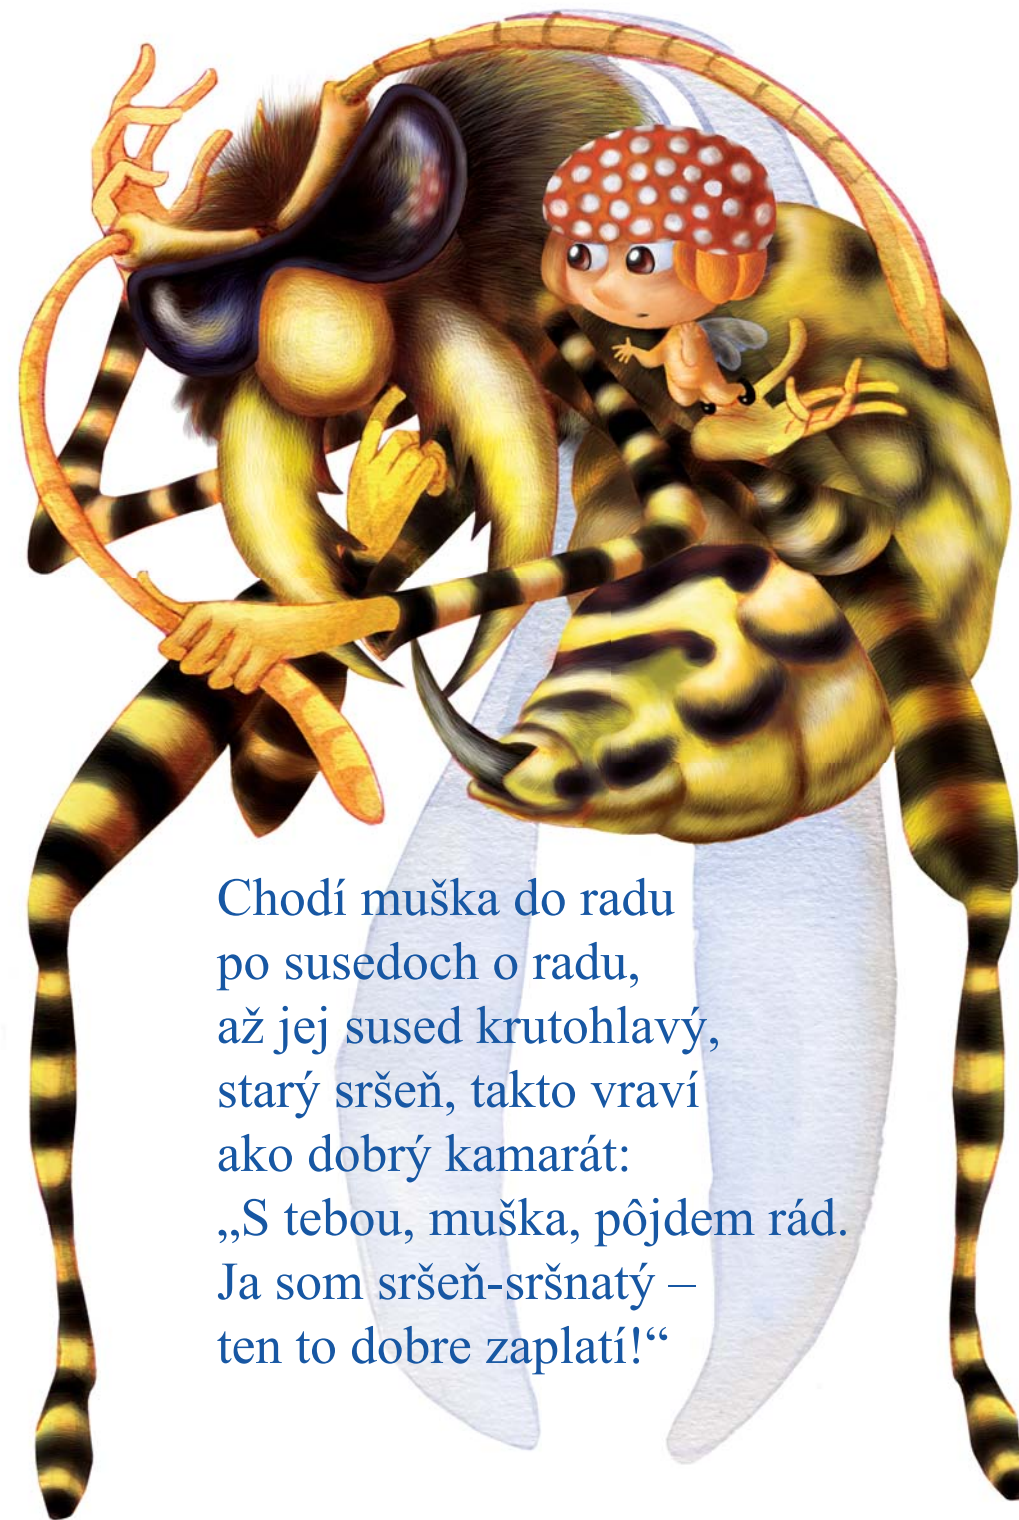 Chodí muška do radu
po susedoch o radu,
až jej sused krutohlavý,
starý sršeň, takto vraví
ako dobrý kamarát:
„S tebou, muška, pôjdem rád.
Ja som sršeň-sršnatý –
ten to dobre zaplatí!“